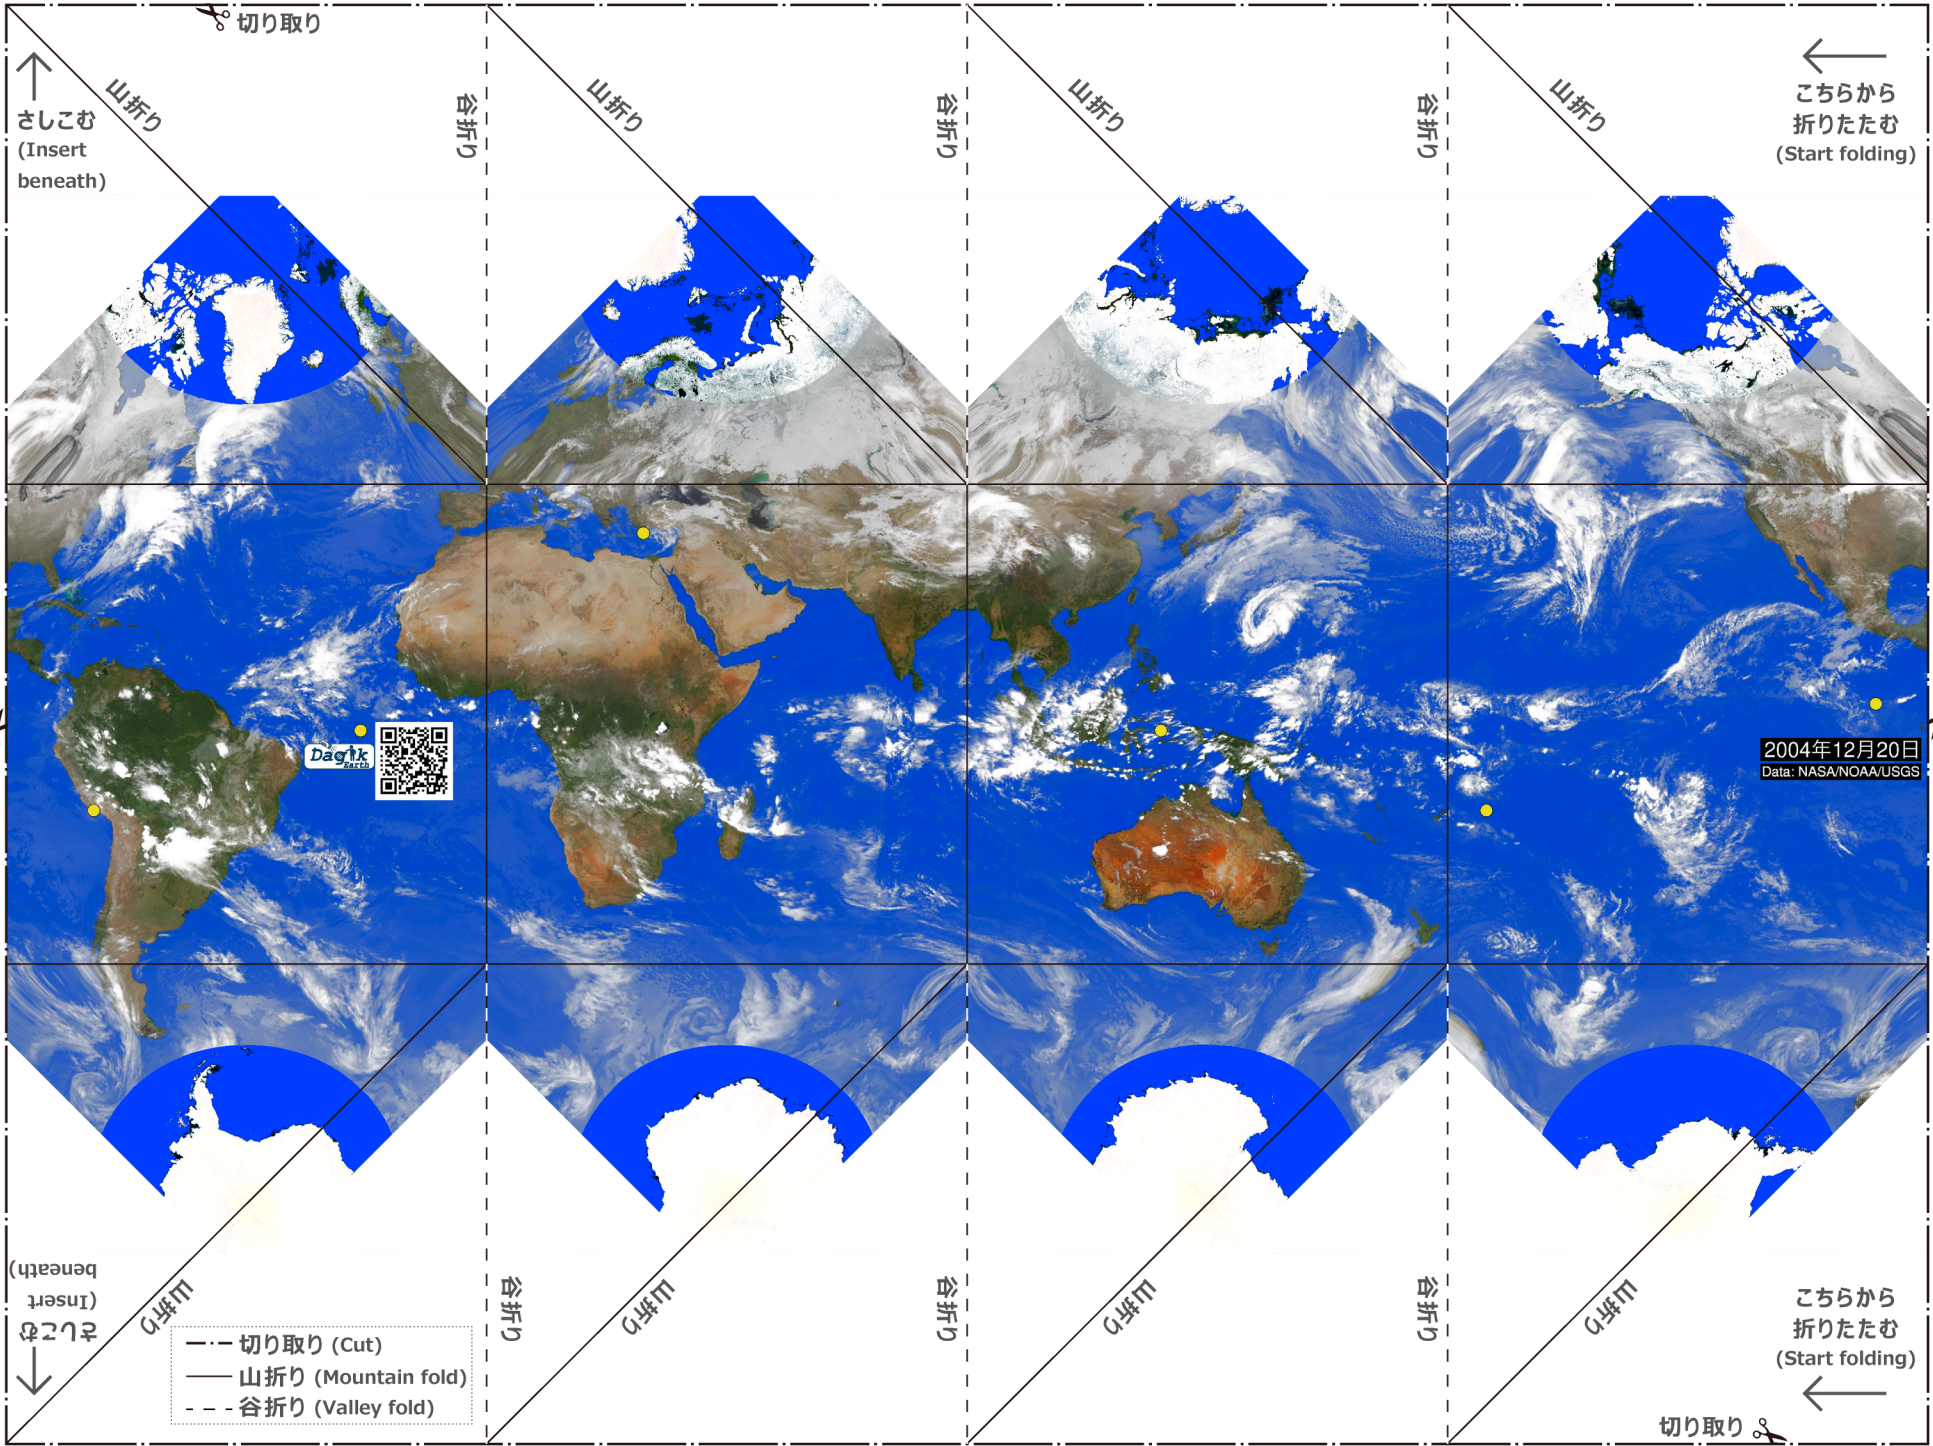 切り取り
山折り
山折り
山折り
山折り
谷折り
谷折り
谷折り
さしこむ
(Insert
beneath)
こちらから
折りたたむ
(Start folding)
Dagik
Earth
2004年12月20日
Data: NASA/NOAA/USGS
さしこむ
(Insert
beneath)
山折り
山折り
山折り
山折り
谷折り
谷折り
谷折り
切り取り (Cut)
山折り (Mountain fold)
谷折り (Valley fold)
こちらから
折りたたむ
(Start folding)
切り取り